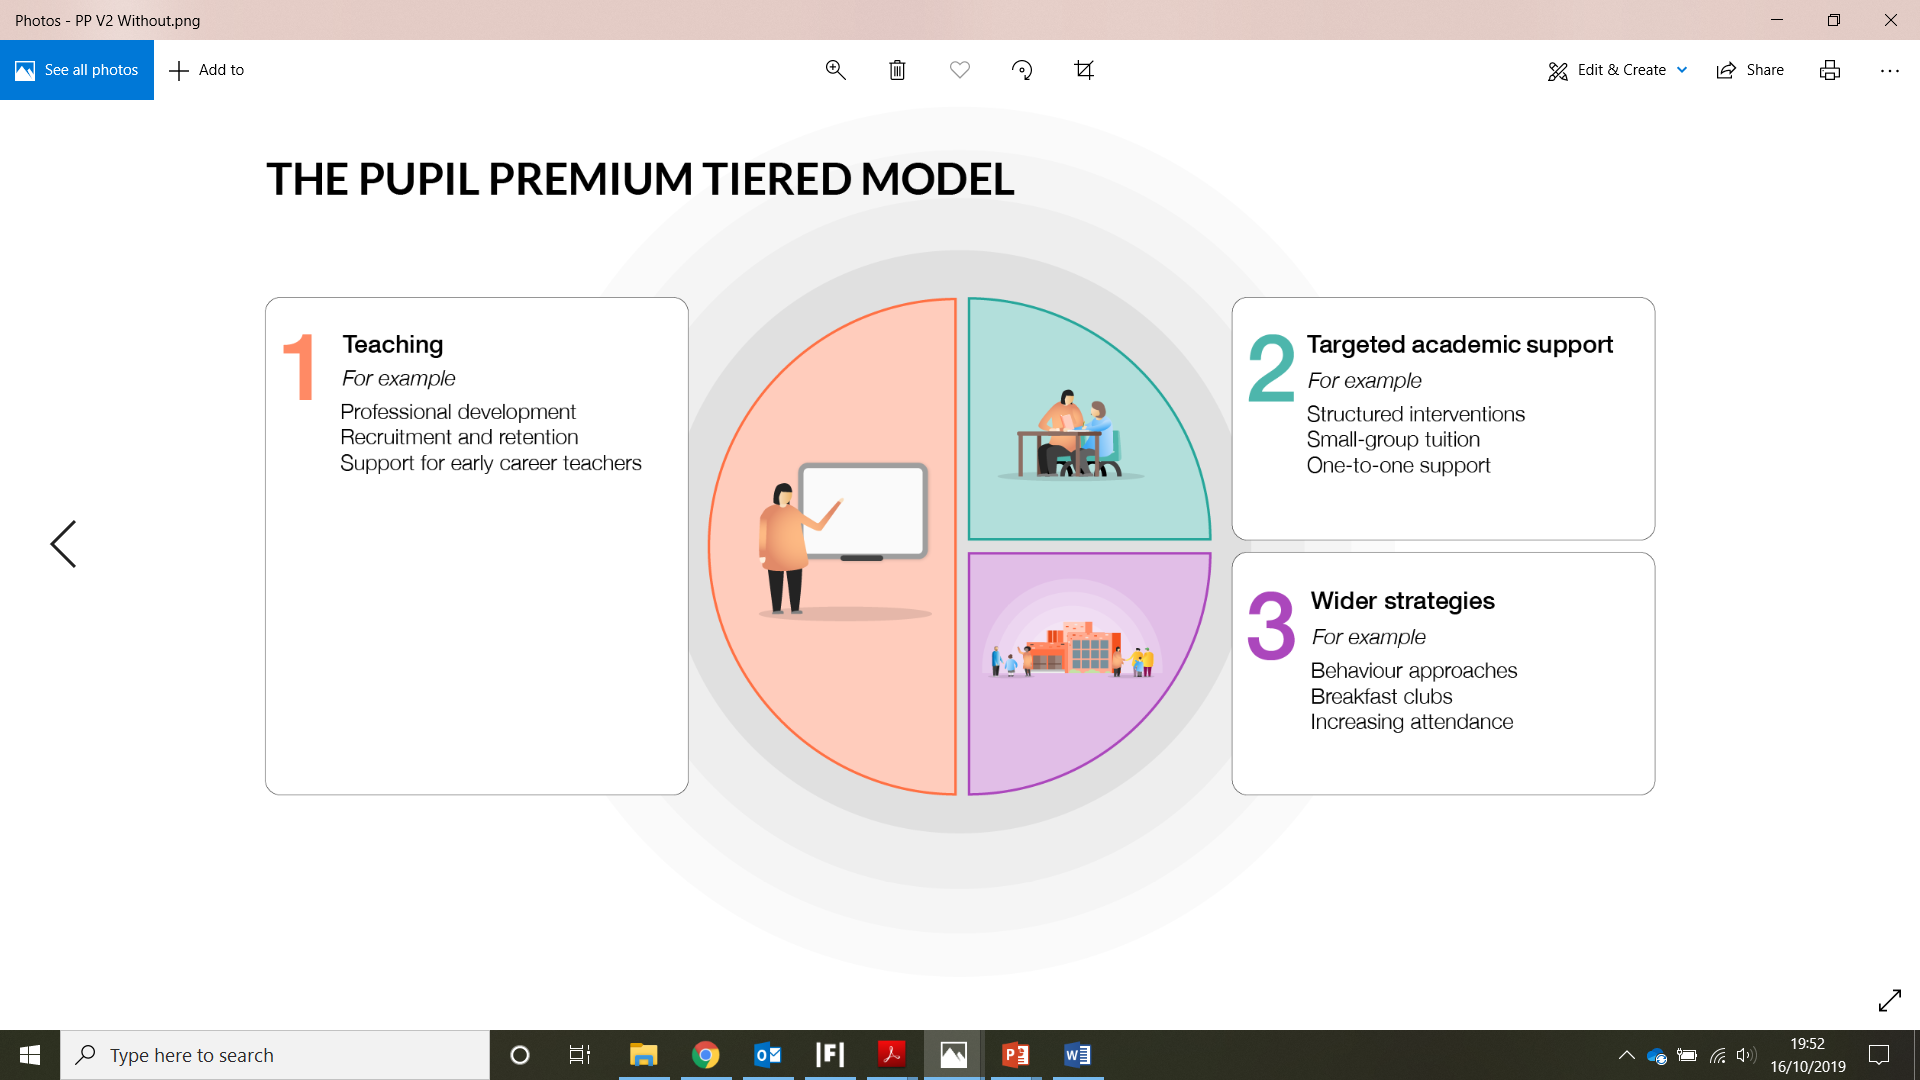 Photos - PP V2 Without.png
See all photos
Add to
Edit & Create
Share
THE PUPIL PREMIUM TIERED MODEL
1
Teaching
For example
Professional development
Recruitment and retention
Support for early career teachers
2
Targeted academic support
For example
Structured interventions
Small-group tuition
One-to-one support
3
Wider strategies
For example
Behaviour approaches
Breakfast clubs
Increasing attendance
Type here to search
19:52
16/10/2019